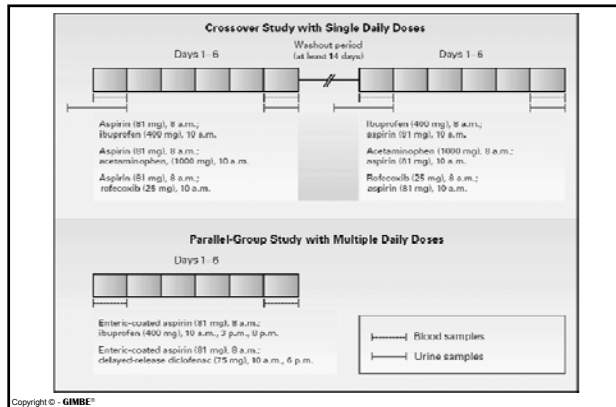 Crossover Study with Single Daily Doses
Days 1–6
Washout period
(at least 14 days)
Days 1–6
Aspirin (81 mg), 8 a.m.;
ibuprofen (400 mg), 10 a.m.
Aspirin (81 mg), 8 a.m.;
acetaminophen, (1000 mg), 10 a.m.
Aspirin (81 mg), 8 a.m.;
rofecoxib (25 mg), 10 a.m.
Ibuprofen (400 mg), 8 a.m.;
aspirin (81 mg), 10 a.m.
Acetaminophen (1000 mg), 8 a.m.;
aspirin (81 mg), 10 a.m.
Rofecoxib (25 mg), 8 a.m.;
aspirin (81 mg), 10 a.m.
Parallel-Group Study with Multiple Daily Doses
Days 1–6
Enteric-coated aspirin (81 mg), 8 a.m.;
ibuprofen (400 mg), 10 a.m., 3 p.m., 8 p.m.
Enteric-coated aspirin (81 mg), 8 a.m.;
delayed-release diclofenac (75 mg), 10 a.m., 6 p.m.
Blood samples
Urine samples
Copyright © - GIMBE®